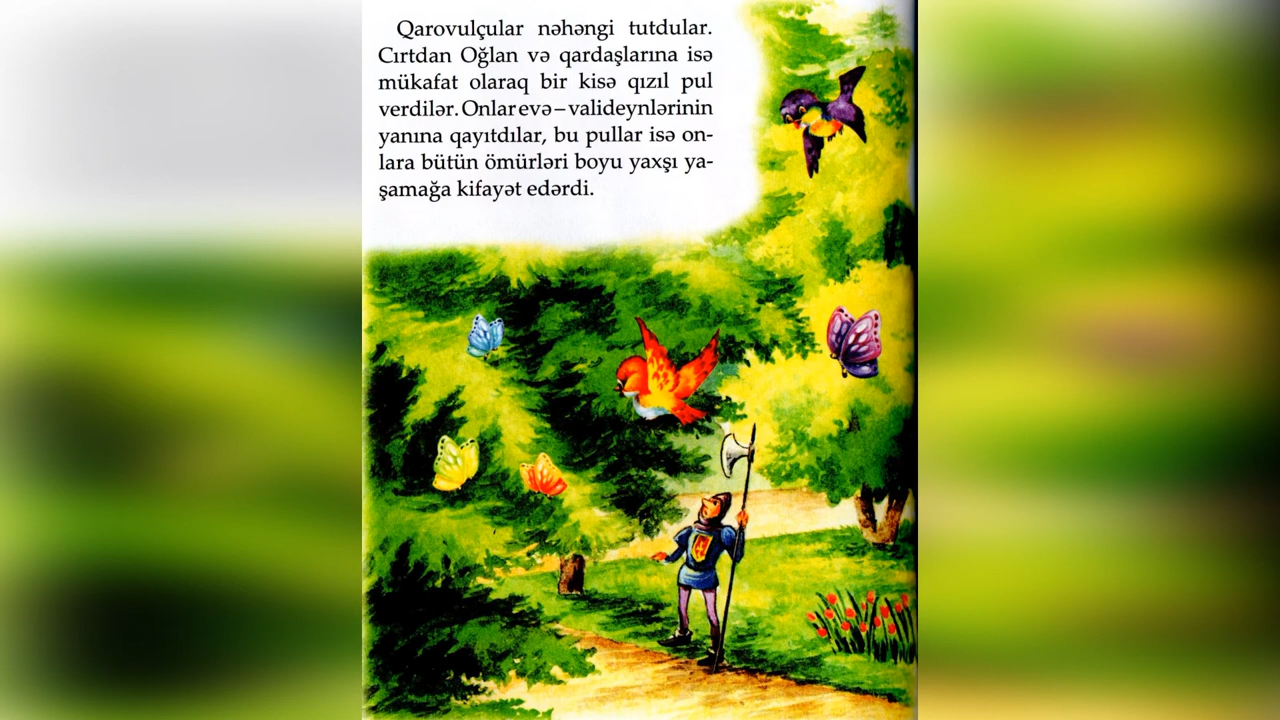 Qarovulçular nəhəngi tutdular.
Cırtdan Oğlan və qardaşlarına isə
mükafat olaraq bir kisə qızıl pul
verdilər. Onlar evə – valideynlərinin
yanına qayıtdılar, bu pullar isə on-
lara bütün ömürləri boyu yaxşı ya-
şamağa kifayət edərdi.